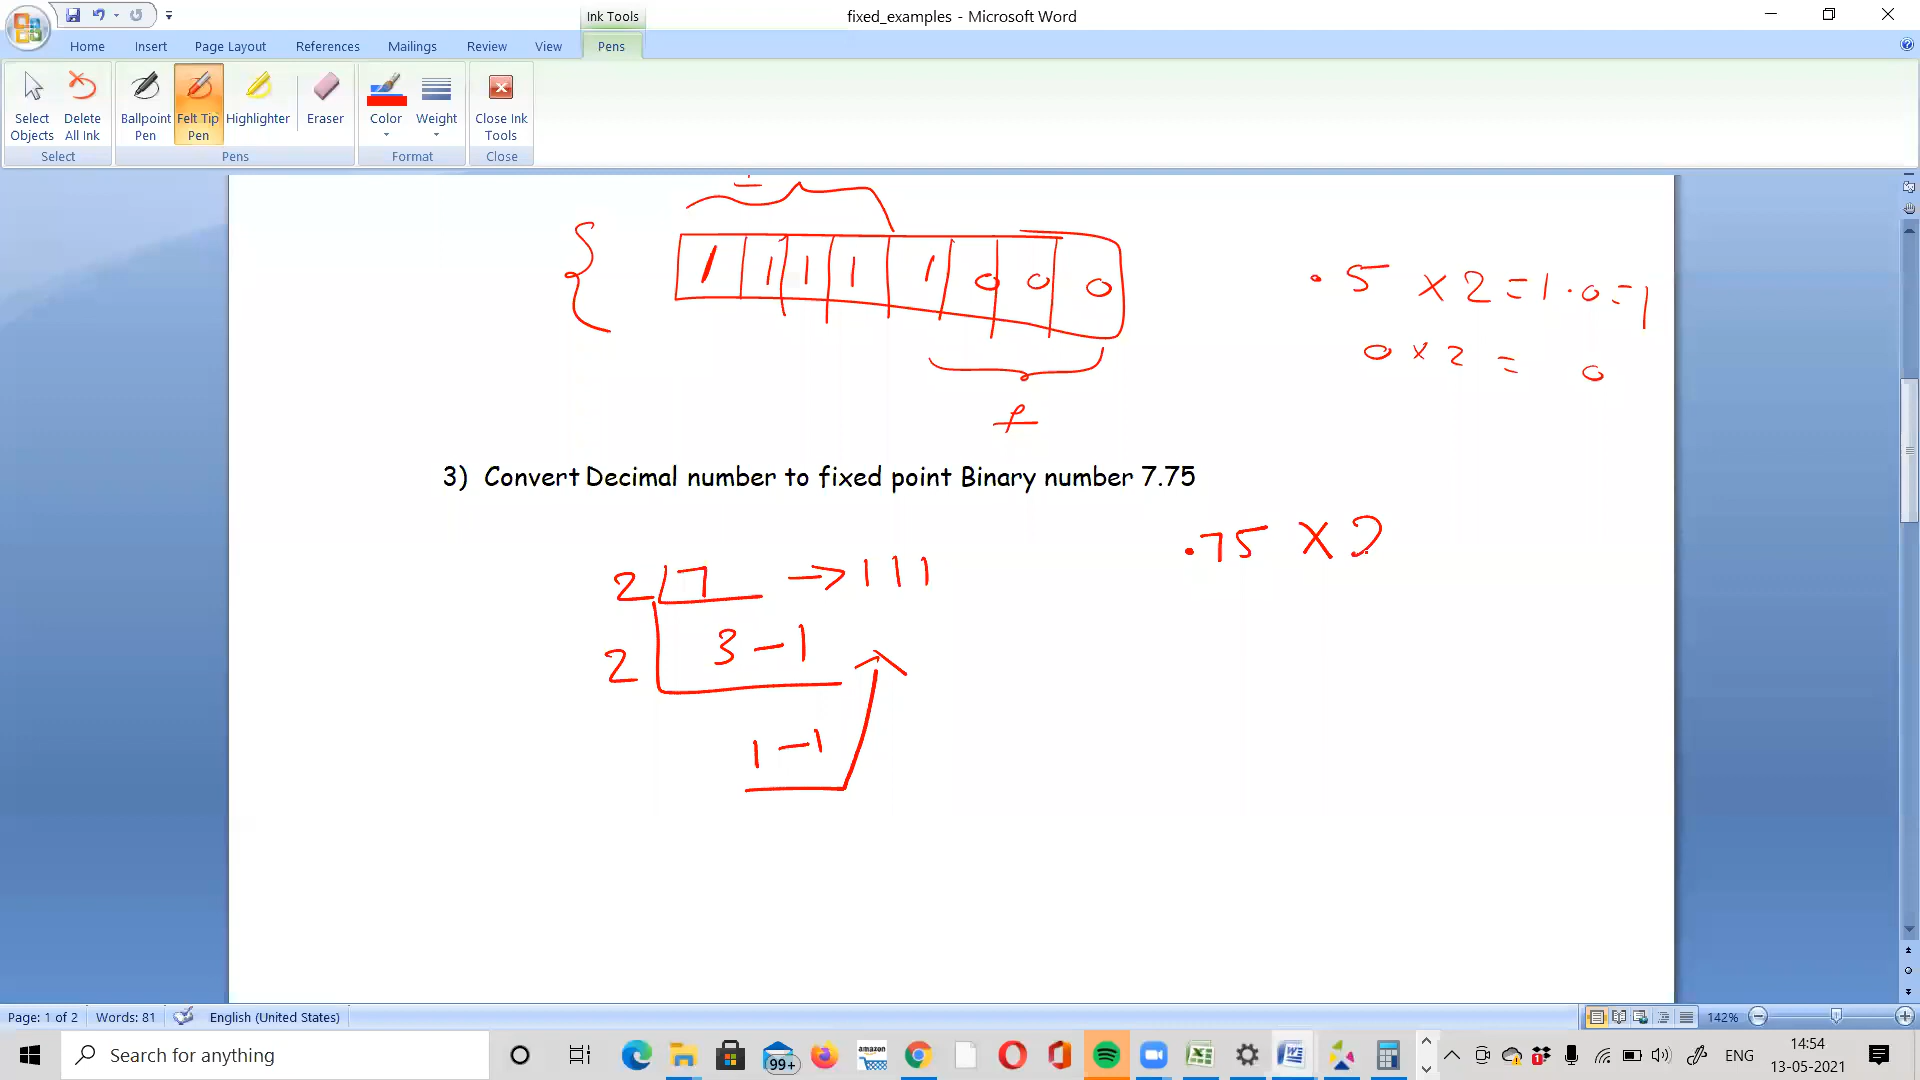 fixed_examples - Microsoft Word
Ink Tools
Home Insert Page Layout References Mailings Review View Pens
Select Objects
Delete All Ink
Ballpoint Pen
Felt Tip Pen
Highlighter
Eraser
Color
Weight
Close Ink Tools
Select Pens Format Close
1 1 1 1 1 0 0 0
f
.5 × 2 = 1.0 = 1
0 × 2 = 0
3) Convert Decimal number to fixed point Binary number 7.75
.75 × 2
2 7 → 111
2 3 - 1
1 - 1
Page: 1 of 2 Words: 81 English (United States) 142%
Search for anything
99+
amazon
1
ENG
14:54
13-05-2021